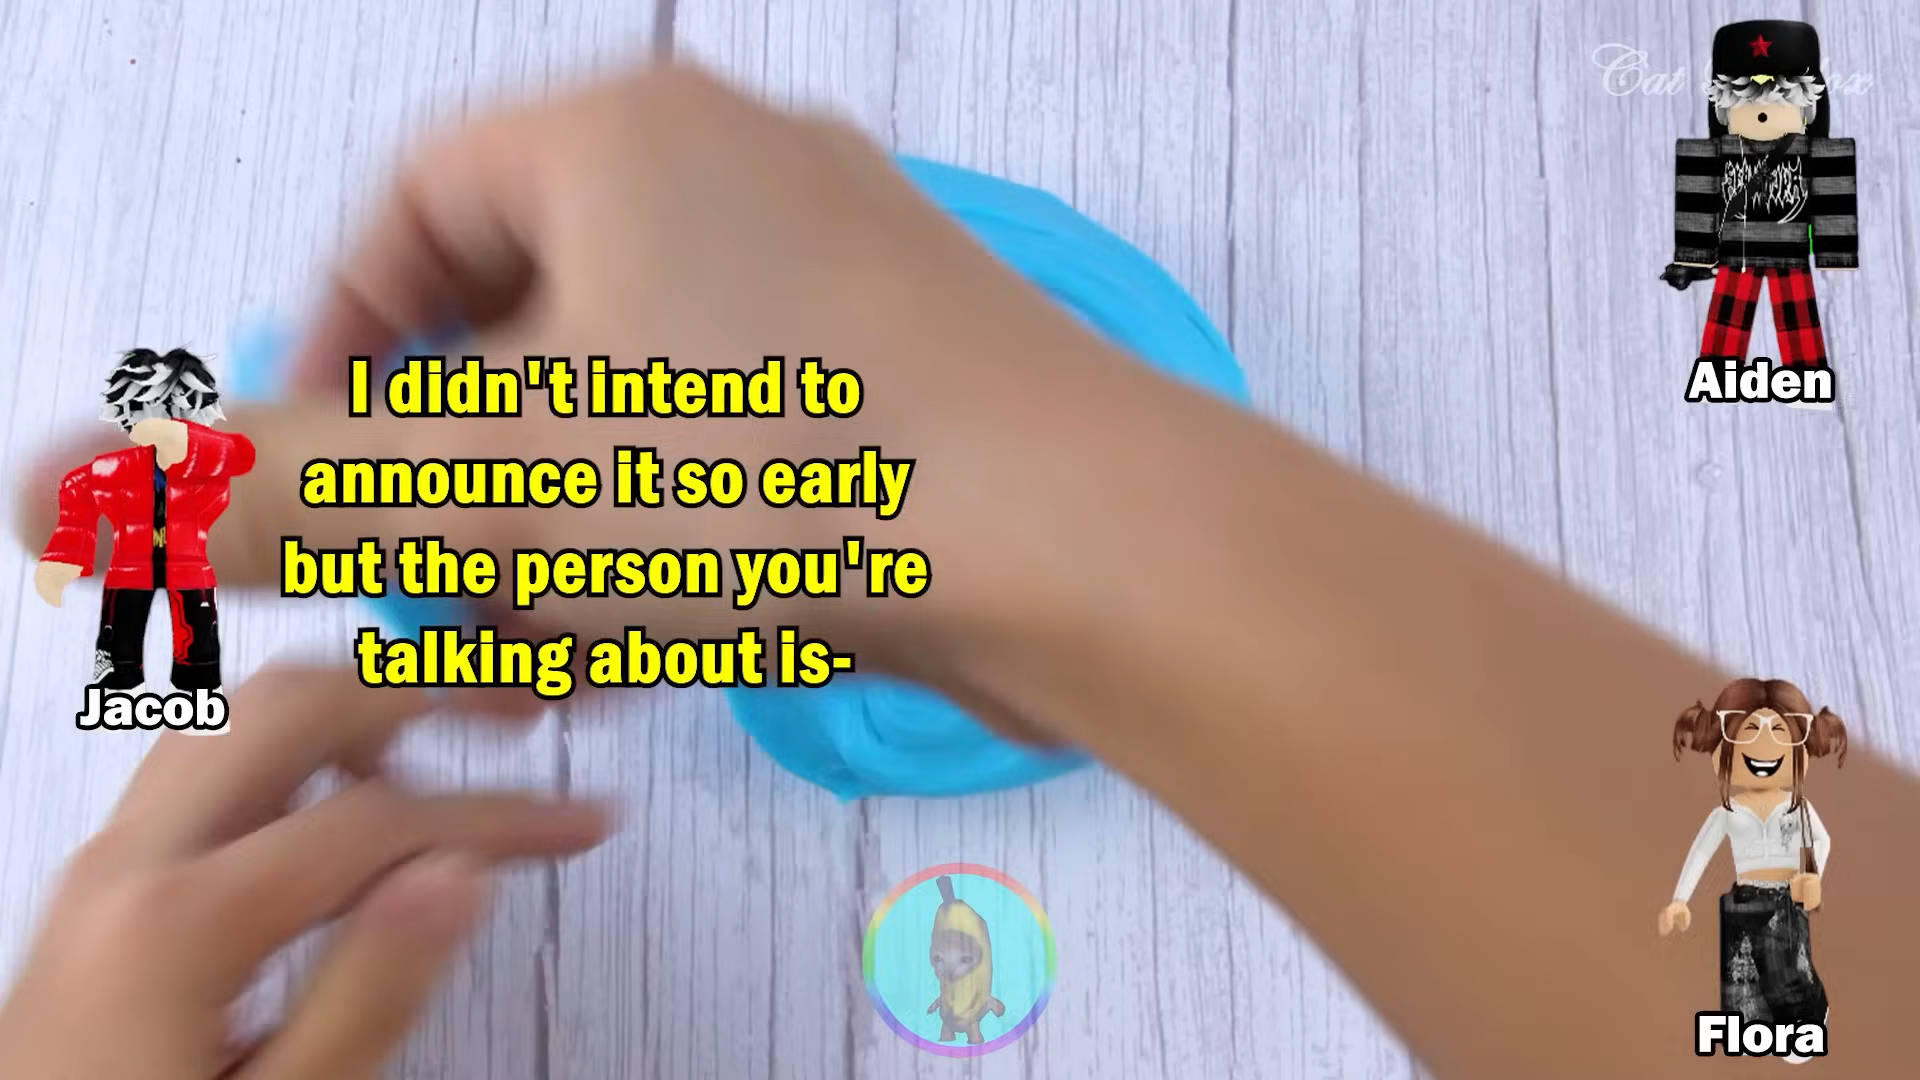 Aiden
I didn't intend to
announce it so early
but the person you're
talking about is-
Jacob
Flora